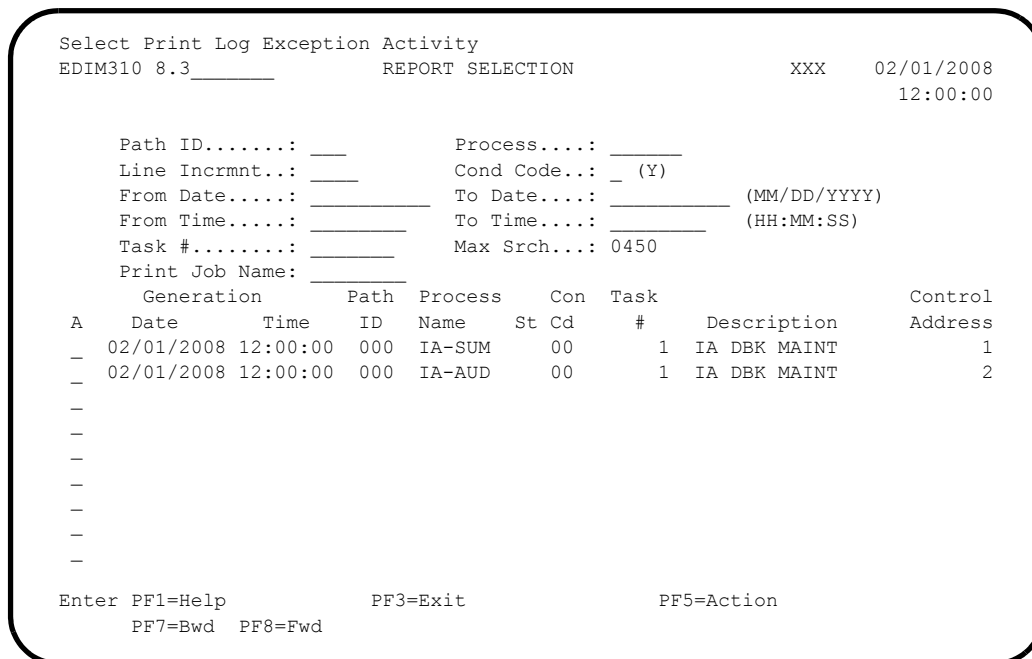 Select Print Log Exception Activity
EDIM310 8.3_______ REPORT SELECTION XXX 02/01/2008
12:00:00
Path ID.......: ___ Process....: ______
Line Incrmnt..: ____ Cond Code..: _ (Y)
From Date.....: __________ To Date....: __________ (MM/DD/YYYY)
From Time.....: ________ To Time....: ________ (HH:MM:SS)
Task #........: _______ Max Srch...: 0450
Print Job Name: ________
Generation Path Process Con Task Control
A Date Time ID Name St Cd # Description Address
_ 02/01/2008 12:00:00 000 IA-SUM 00 1 IA DBK MAINT 1
_ 02/01/2008 12:00:00 000 IA-AUD 00 1 IA DBK MAINT 2
_
_
_
_
_
_
_
Enter PF1=Help PF3=Exit PF5=Action
PF7=Bwd PF8=Fwd